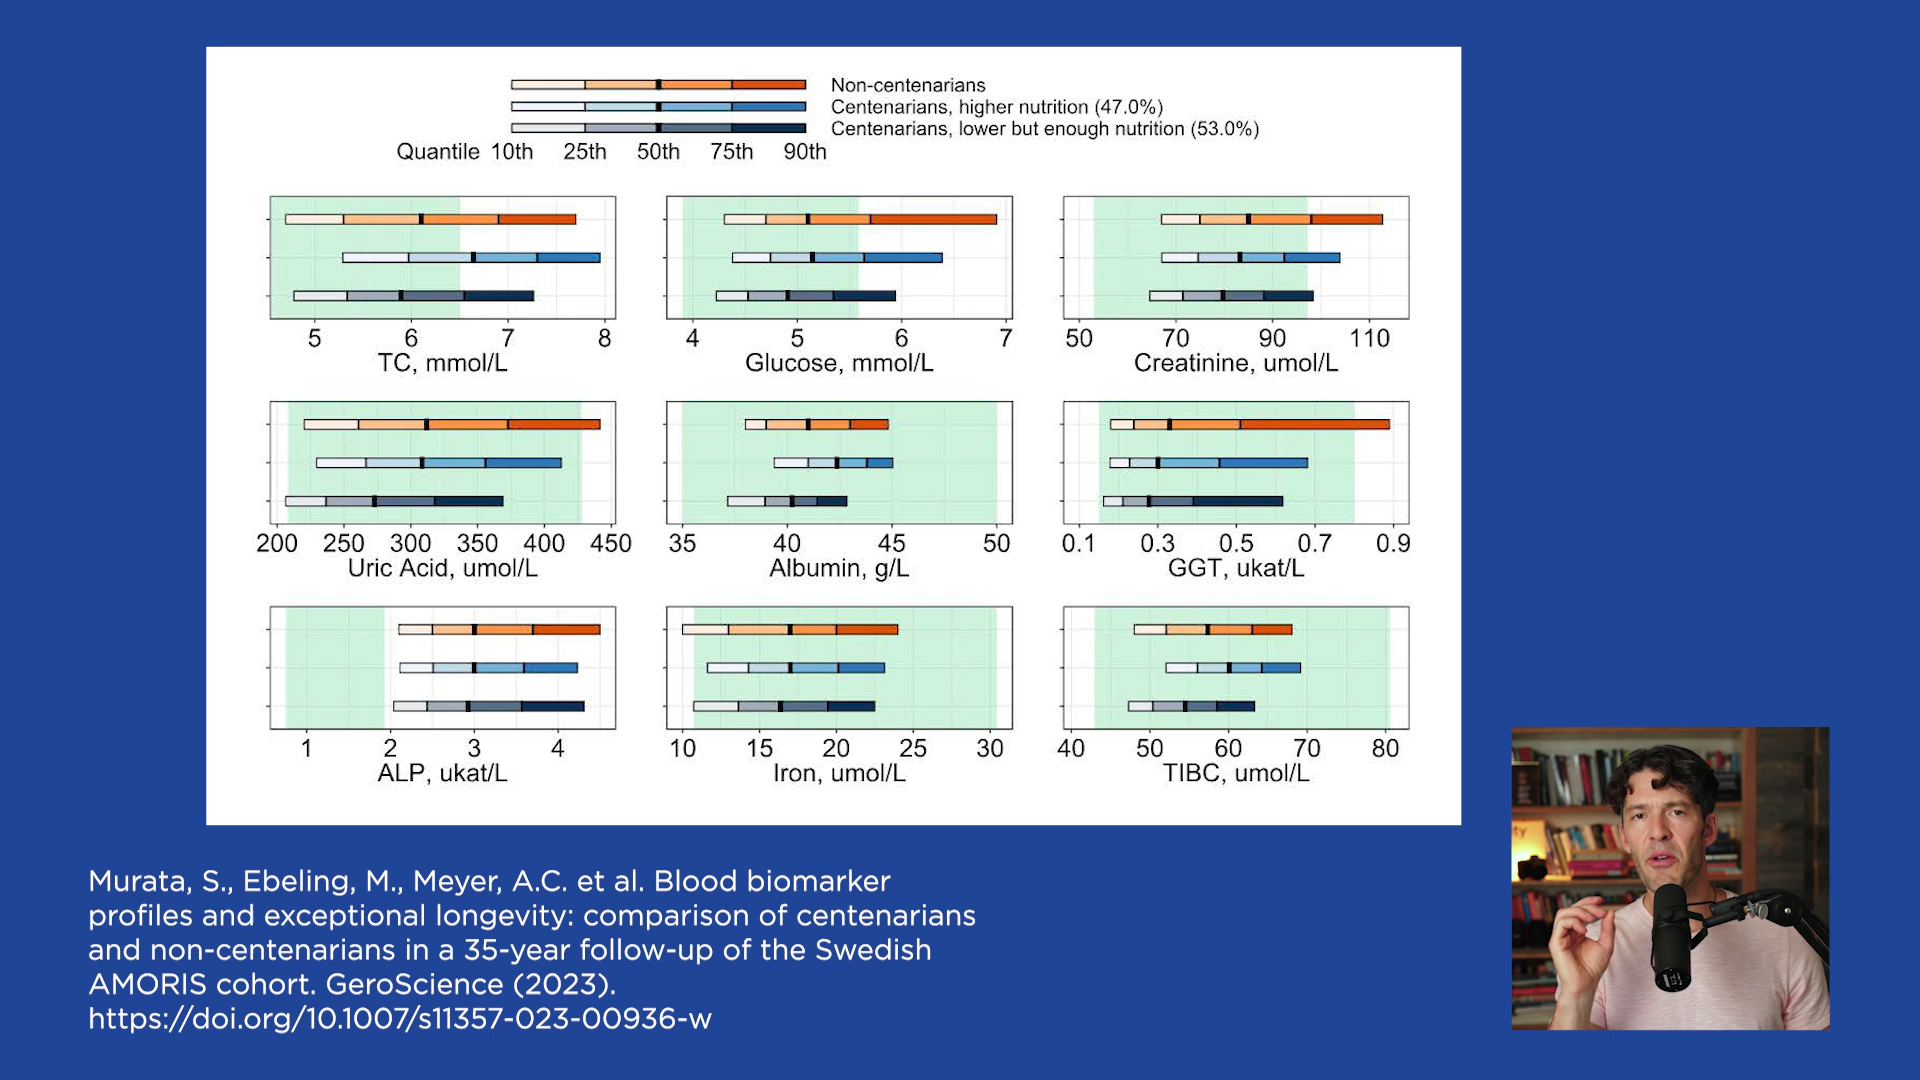 Non-centenarians
Centenarians, higher nutrition (47.0%)
Centenarians, lower but enough nutrition (53.0%)
Quantile 10th 25th 50th 75th 90th
5 6 7 8
TC, mmol/L
4 5 6 7
Glucose, mmol/L
50 70 90 110
Creatinine, umol/L
200 250 300 350 400 450
Uric Acid, umol/L
35 40 45 50
Albumin, g/L
0.1 0.3 0.5 0.7 0.9
GGT, ukat/L
1 2 3 4
ALP, ukat/L
10 15 20 25 30
Iron, umol/L
40 50 60 70 80
TIBC, umol/L
Murata, S., Ebeling, M., Meyer, A.C. et al. Blood biomarker
profiles and exceptional longevity: comparison of centenarians
and non-centenarians in a 35-year follow-up of the Swedish
AMORIS cohort. GeroScience (2023).
https://doi.org/10.1007/s11357-023-00936-w